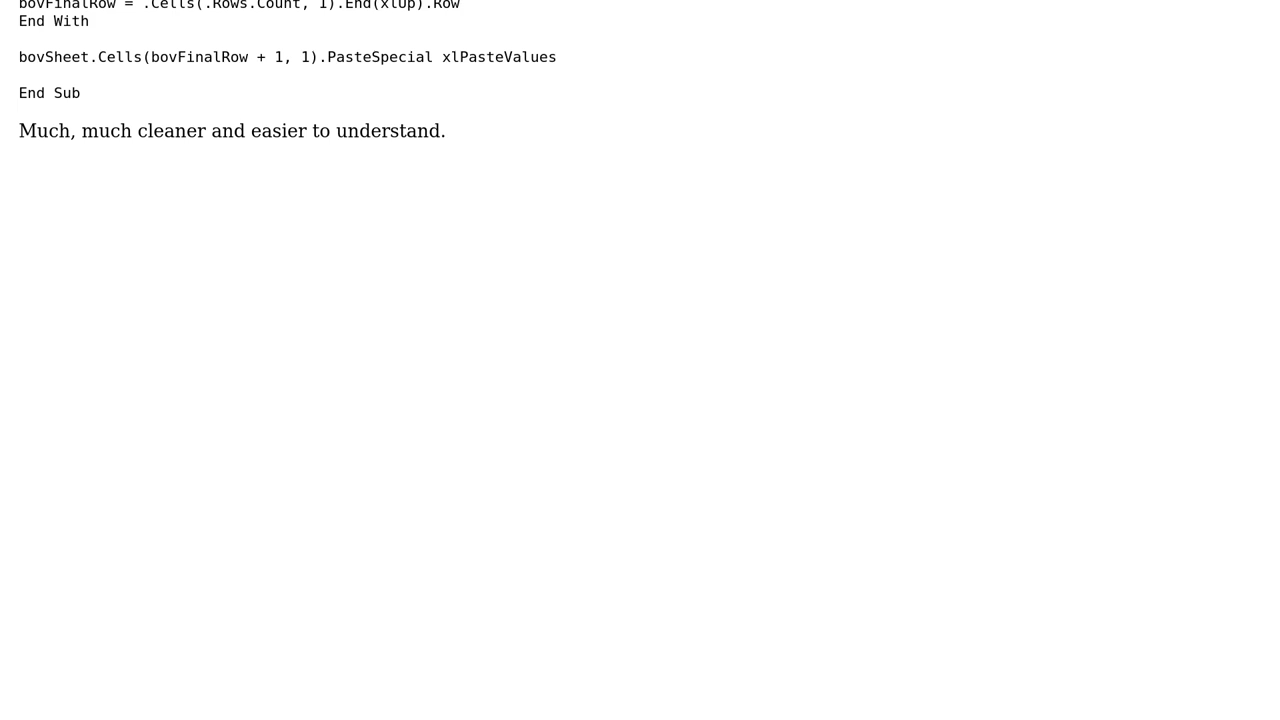 bovFinalRow = .Cells(.Rows.Count, 1).End(xlUp).Row
End With
bovSheet.Cells(bovFinalRow + 1, 1).PasteSpecial xlPasteValues
End Sub
Much, much cleaner and easier to understand.